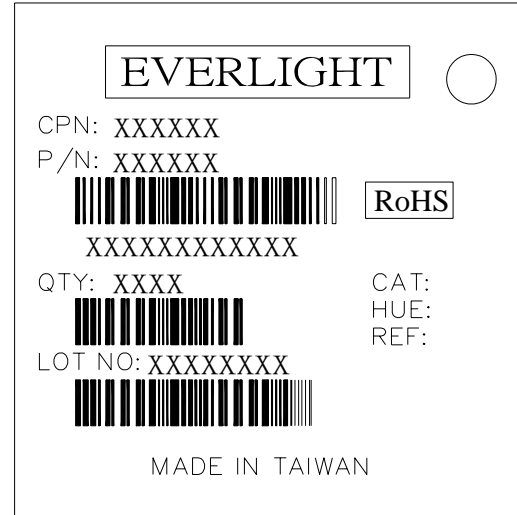 EVERLIGHT
CPN: XXXXXX
P/N: XXXXXX
RoHS
XXXXXXXXXXXX
QTY: XXXX
CAT:
HUE:
REF:
LOT NO: XXXXXXXX
MADE IN TAIWAN